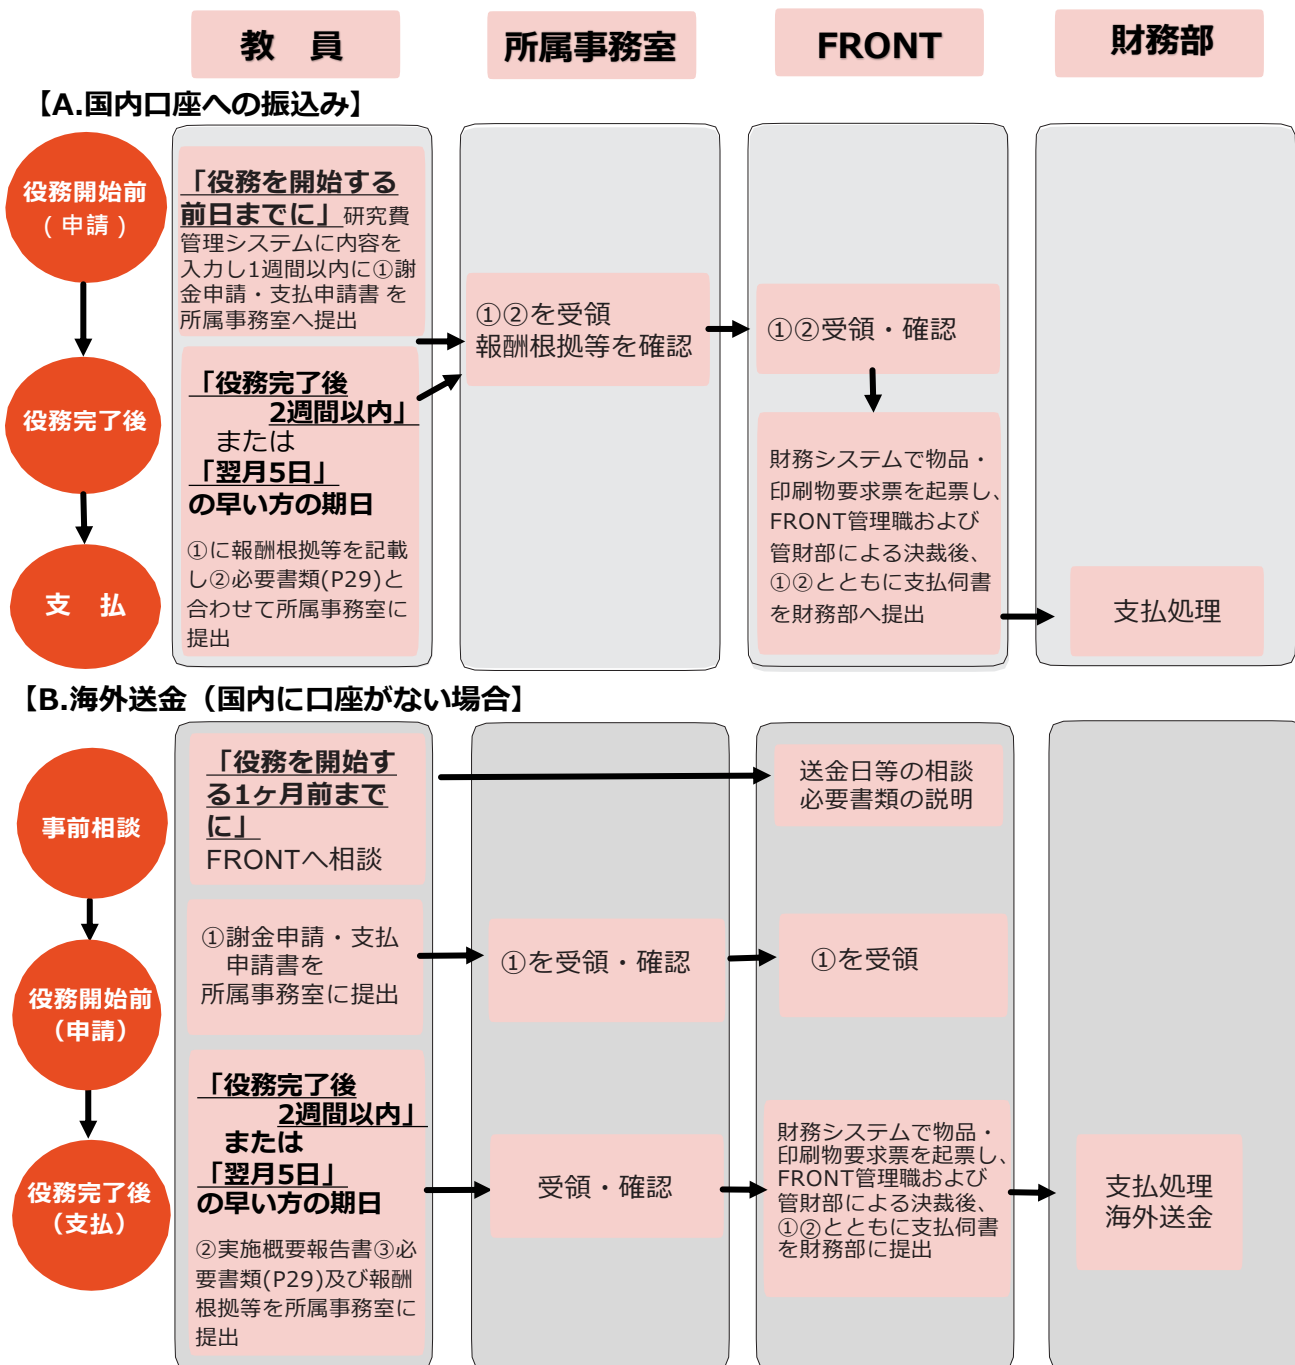 教　員
所属事務室
FRONT
財務部
【A.国内口座への振込み】
役務開始前
(申請)
役務完了後
支　払
「役務を開始する
前日までに」研究費
管理システムに内容を
入力し1週間以内に①謝
金申請・支払申請書 を
所属事務室へ提出
「役務完了後
2週間以内」
または
「翌月5日」
の早い方の期日
①に報酬根拠等を記載
し②必要書類(P29)と
合わせて所属事務室に
提出
①②を受領
報酬根拠等を確認
①②受領・確認
財務システムで物品・
印刷物要求票を起票し、
FRONT管理職および
管財部による決裁後、
①②とともに支払伺書
を財務部へ提出
支払処理
【B.海外送金（国内に口座がない場合】
事前相談
役務開始前
（申請）
役務完了後
（支払）
「役務を開始す
る1ヶ月前まで
に」
FRONTへ相談
送金日等の相談
必要書類の説明
①謝金申請・支払
申請書を
所属事務室に提出
①を受領・確認
①を受領
「役務完了後
2週間以内」
または
「翌月5日」
の早い方の期日
②実施概要報告書③必
要書類(P29)及び報酬
根拠等を所属事務室に
提出
受領・確認
財務システムで物品・
印刷物要求票を起票し、
FRONT管理職および
管財部による決裁後、
①②とともに支払伺書
を財務部に提出
支払処理
海外送金